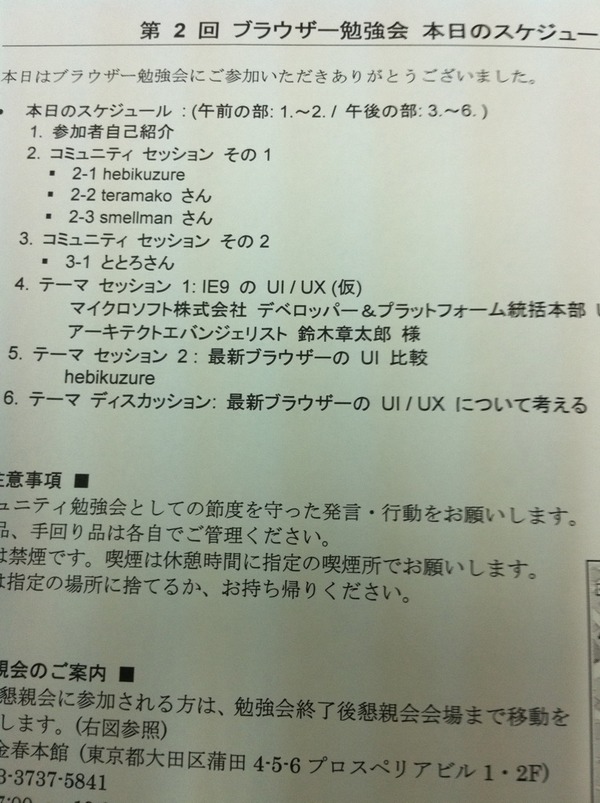 第 2 回 ブラウザー勉強会 本日のスケジュー
本日はブラウザー勉強会にご参加いただきありがとうございました。
• 本日のスケジュール : (午前の部: 1.～2. / 午後の部: 3.～6. )
1. 参加者自己紹介
2. コミュニティ セッション その 1
▪ 2-1 hebikuzure
▪ 2-2 teramako さん
▪ 2-3 smellman さん
3. コミュニティ セッション その 2
▪ 3-1 ととろさん
4. テーマ セッション 1: IE9 の UI / UX (仮)
マイクロソフト株式会社 デベロッパー＆プラットフォーム統括本部
アーキテクトエバンジェリスト 鈴木章太郎 様
5. テーマ セッション 2 : 最新ブラウザーの UI 比較
hebikuzure
6. テーマ ディスカッション: 最新ブラウザーの UI / UX について考える
注意事項 ■
ュニティ勉強会としての節度を守った発言・行動をお願いします。
品、手回り品は各自でご管理ください。
は禁煙です。喫煙は休憩時間に指定の喫煙所でお願いします。
は指定の場所に捨てるか、お持ち帰りください。
親会のご案内 ■
懇親会に参加される方は、勉強会終了後懇親会会場まで移動を
します。(右図参照)
金春本館 (東京都大田区蒲田 4-5-6 プロスペリアビル 1・2F)
3-3737-5841